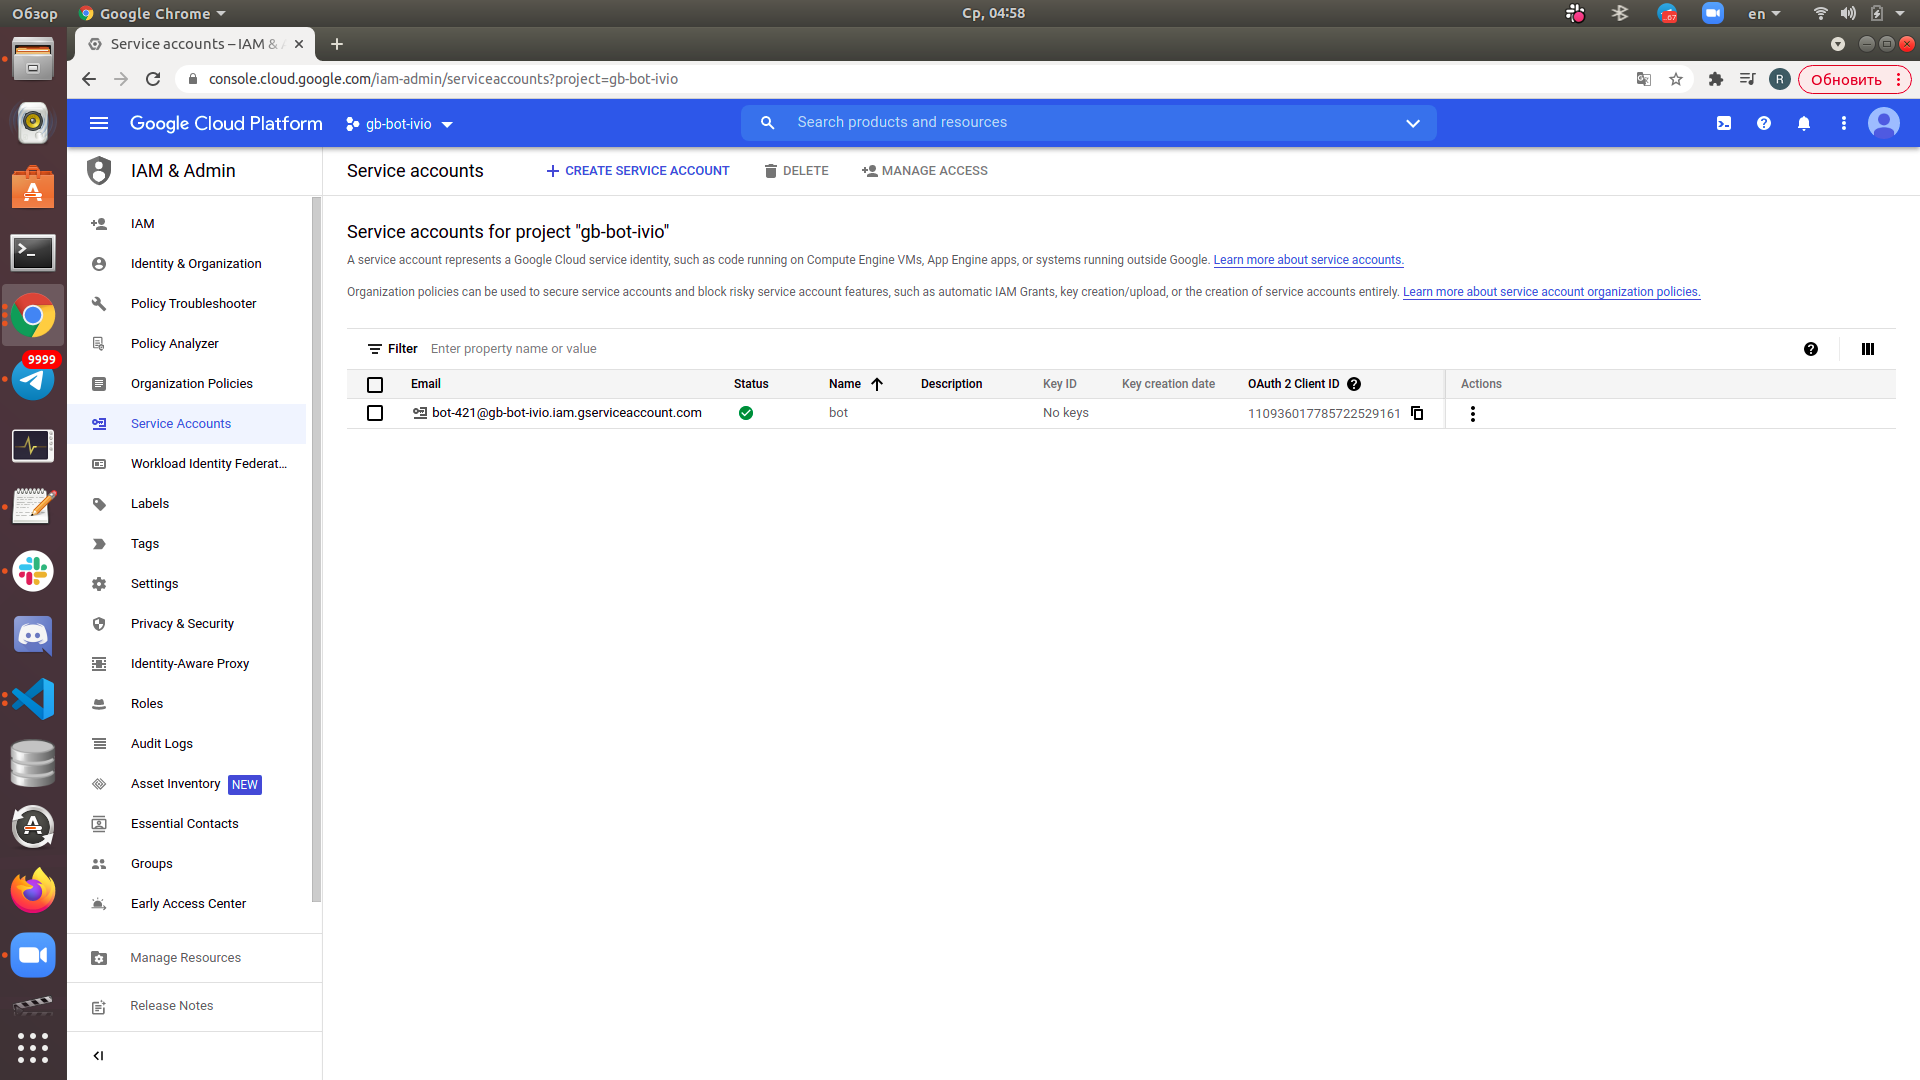 Обзор
Google Chrome
Ср, 04:58
en
Service accounts – IAM &
console.cloud.google.com/iam-admin/serviceaccounts?project=gb-bot-ivio
R
Обновить
Google Cloud Platform
gb-bot-ivio
Search products and resources
IAM & Admin
Service accounts
CREATE SERVICE ACCOUNT
DELETE
MANAGE ACCESS
IAM
Identity & Organization
Policy Troubleshooter
Policy Analyzer
Organization Policies
Service Accounts
Workload Identity Federat...
Labels
Tags
Settings
Privacy & Security
Identity-Aware Proxy
Roles
Audit Logs
Asset Inventory NEW
Essential Contacts
Groups
Early Access Center
Manage Resources
Release Notes
Service accounts for project "gb-bot-ivio"
A service account represents a Google Cloud service identity, such as code running on Compute Engine VMs, App Engine apps, or systems running outside Google. Learn more about service accounts.
Organization policies can be used to secure service accounts and block risky service account features, such as automatic IAM Grants, key creation/upload, or the creation of service accounts entirely. Learn more about service account organization policies.
Filter Enter property name or value
Email Status Name Description Key ID Key creation date OAuth 2 Client ID Actions
bot-421@gb-bot-ivio.iam.gserviceaccount.com bot No keys 110936017785722529161
9999
67